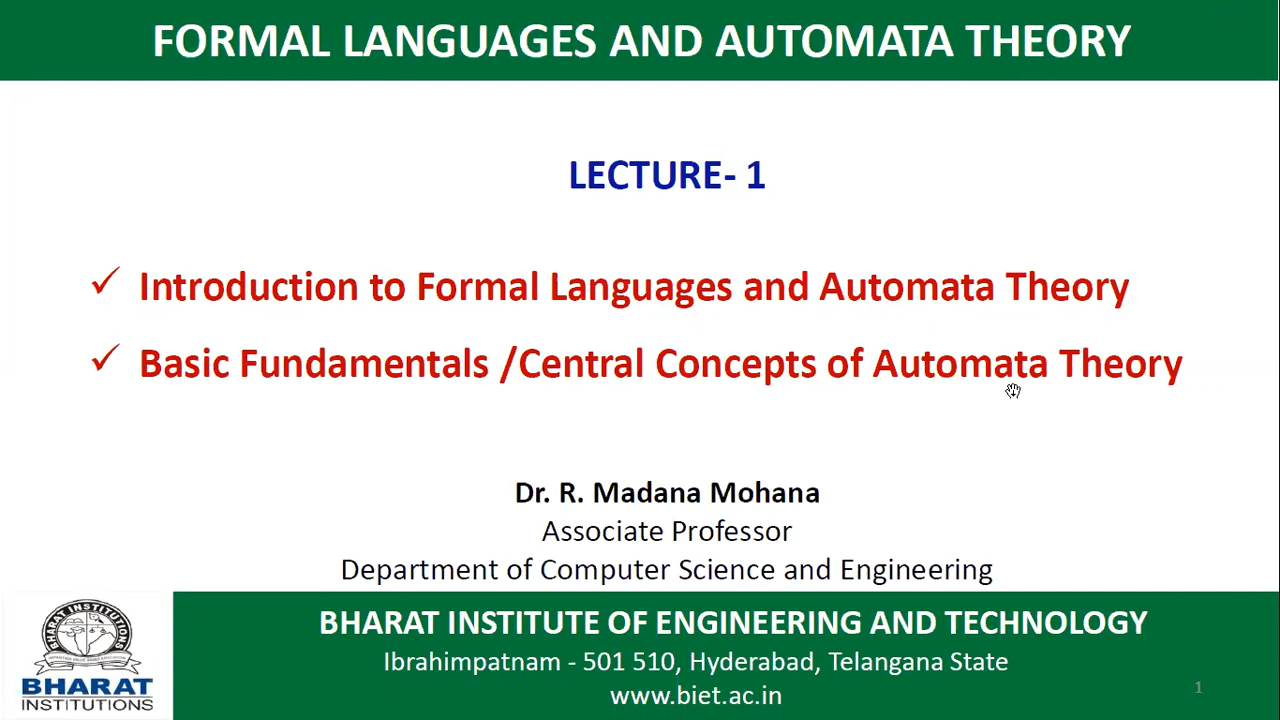 FORMAL LANGUAGES AND AUTOMATA THEORY
LECTURE- 1
✓ Introduction to Formal Languages and Automata Theory
✓ Basic Fundamentals /Central Concepts of Automata Theory
Dr. R. Madana Mohana
Associate Professor
Department of Computer Science and Engineering
BHARAT INSTITUTIONS
BHARAT
INSTITUTIONS
BHARAT INSTITUTE OF ENGINEERING AND TECHNOLOGY
Ibrahimpatnam - 501 510, Hyderabad, Telangana State
www.biet.ac.in
1